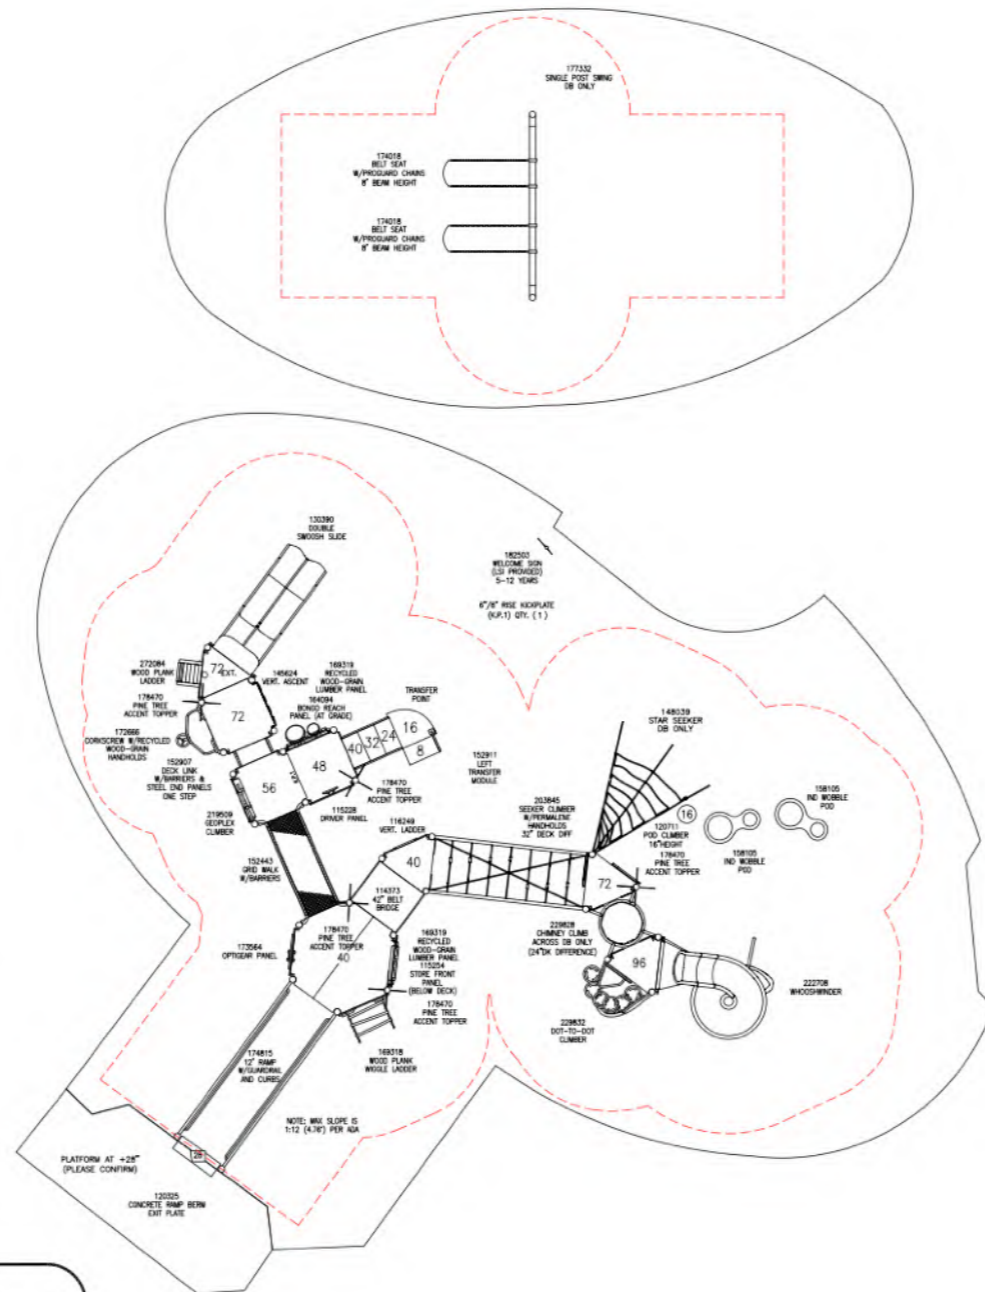 177332
SINGLE POST SWING
DB ONLY
174018
BELT SEAT
W/PROGUARD CHAINS
8' BEAM HEIGHT
174018
BELT SEAT
W/PROGUARD CHAINS
8' BEAM HEIGHT
130390
DOUBLE
SWOOSH SLIDE
182503
WELCOME SIGN
(LSI PROVIDED)
5-12 YEARS
6"/8" RISE KICKPLATE
(K.P.1) QTY. ( 1 )
272084
WOOD PLANK
LADDER
72 EXT.
145624
VERT. ASCENT
169319
RECYCLED
WOOD-GRAIN
LUMBER PANEL
164094
BONGO REACH
PANEL (AT GRADE)
TRANSFER
POINT
178470
PINE TREE
ACCENT TOPPER
72
172666
CORKSCREW W/RECYCLED
WOOD-GRAIN
HANDHOLDS
40
32
24
16
8
48
56
152907
DECK LINK
W/BARRIERS &
STEEL END PANELS
ONE STEP
178470
PINE TREE
ACCENT TOPPER
152911
LEFT
TRANSFER
MODULE
148039
STAR SEEKER
DB ONLY
219509
GEOPLEX
CLIMBER
115228
DRIVER PANEL
116249
VERT. LADDER
203845
SEEKER CLIMBER
W/PERMALENE
HANDHOLDS
32" DECK DIFF
16
120711
POD CLIMBER
16"HEIGHT
178470
PINE TREE
ACCENT TOPPER
158105
IND WOBBLE
POD
158105
IND WOBBLE
POD
152443
GRID WALK
W/BARRIERS
40
114373
42" BELT
BRIDGE
72
178470
PINE TREE
ACCENT TOPPER
40
169319
RECYCLED
WOOD-GRAIN
LUMBER PANEL
115254
STORE FRONT
PANEL
(BELOW DECK)
229828
CHIMNEY CLIMB
ACROSS DB ONLY
(24"DK DIFFERENCE)
173564
OPTIGEAR PANEL
96
222708
WHOOSHWINDER
178470
PINE TREE
ACCENT TOPPER
229832
DOT-TO-DOT
CLIMBER
174815
12' RAMP
W/GUARDRAIL
AND CURBS
169318
WOOD PLANK
WIGGLE LADDER
NOTE: MAX SLOPE IS
1:12 (4.76°) PER ADA
PLATFORM AT +28"
(PLEASE CONFIRM)
28
120325
CONCRETE RAMP BERM
EXIT PLATE